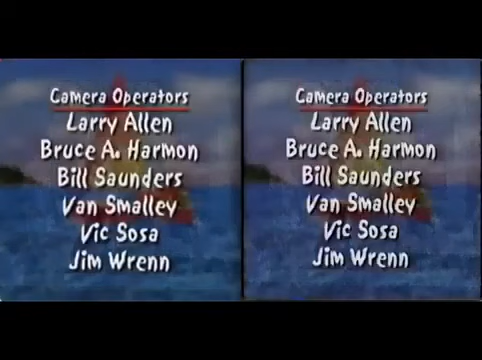 Camera Operators
Larry Allen
Bruce A. Harmon
Bill Saunders
Van Smalley
Vic Sosa
Jim Wrenn
Camera Operators
Larry Allen
Bruce A. Harmon
Bill Saunders
Van Smalley
Vic Sosa
Jim Wrenn